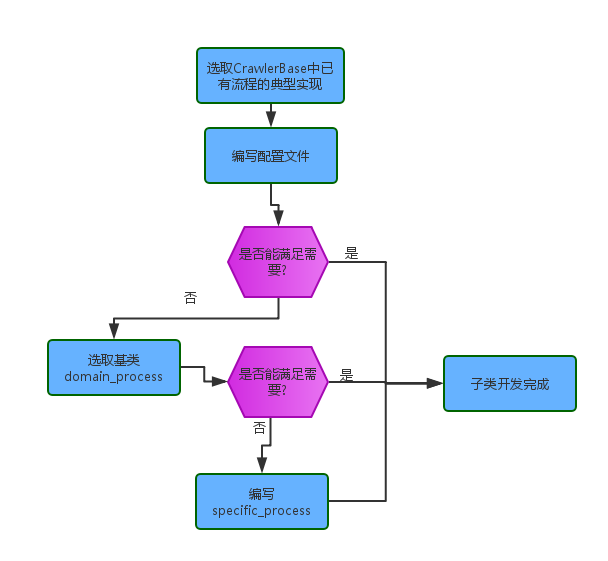 选取CrawlerBase中已
有流程的典型实现
编写配置文件
是否能满足需
要?
是
否
选取基类
domain_process
是否能满足需
要?
是
子类开发完成
否
编写
specific_process